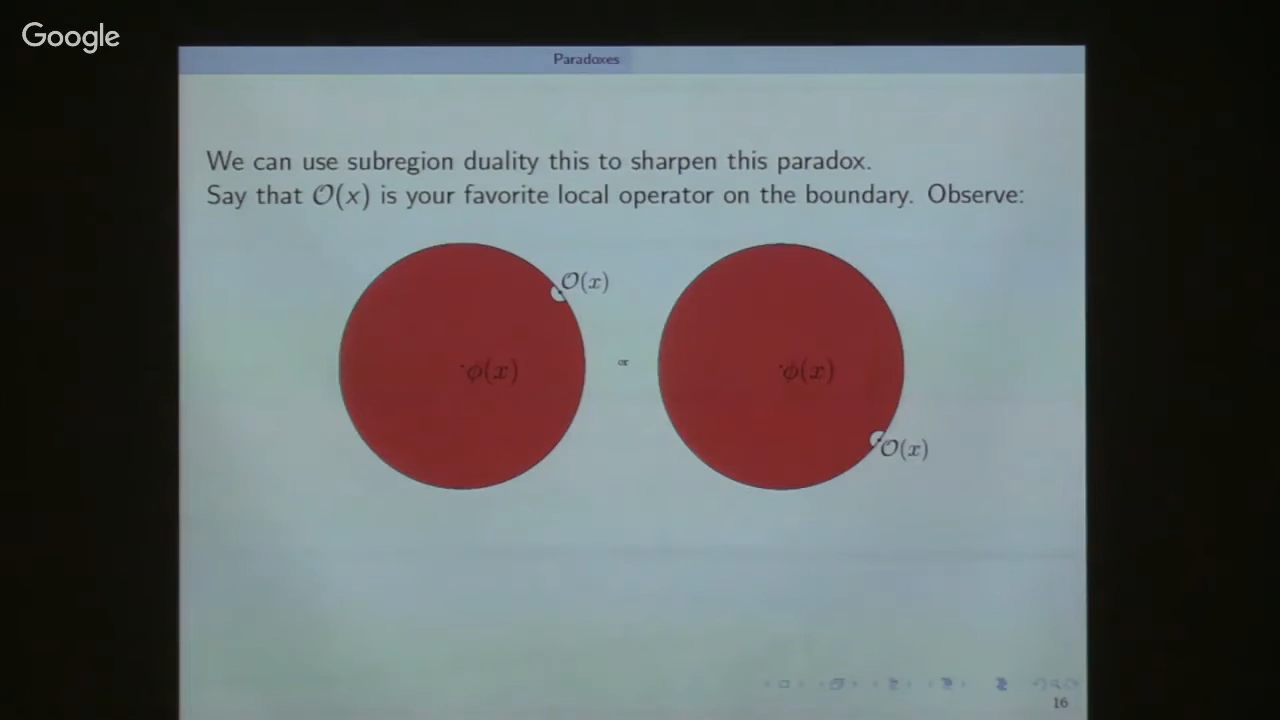 Google
Paradoxes
We can use subregion duality this to sharpen this paradox.
Say that 𝒪(x) is your favorite local operator on the boundary. Observe:
𝒪(x)
ϕ(x)
or
ϕ(x)
𝒪(x)
16